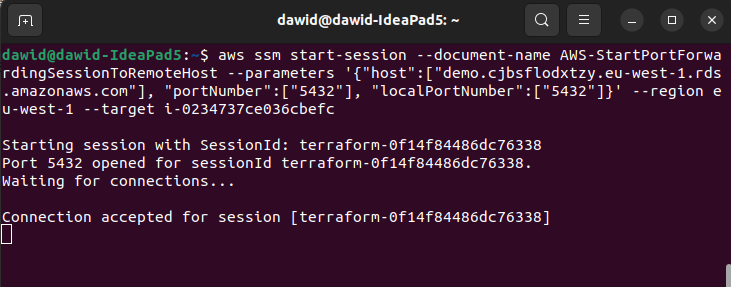 dawid@dawid-IdeaPad5: ~
dawid@dawid-IdeaPad5:~$ aws ssm start-session --document-name AWS-StartPortForwa
rdingSessionToRemoteHost --parameters '{"host":["demo.cjbsflodxtzy.eu-west-1.rds
.amazonaws.com"], "portNumber":["5432"], "localPortNumber":["5432"]}' --region e
u-west-1 --target i-0234737ce036cbefc
Starting session with SessionId: terraform-0f14f84486dc76338
Port 5432 opened for sessionId terraform-0f14f84486dc76338.
Waiting for connections...
Connection accepted for session [terraform-0f14f84486dc76338]